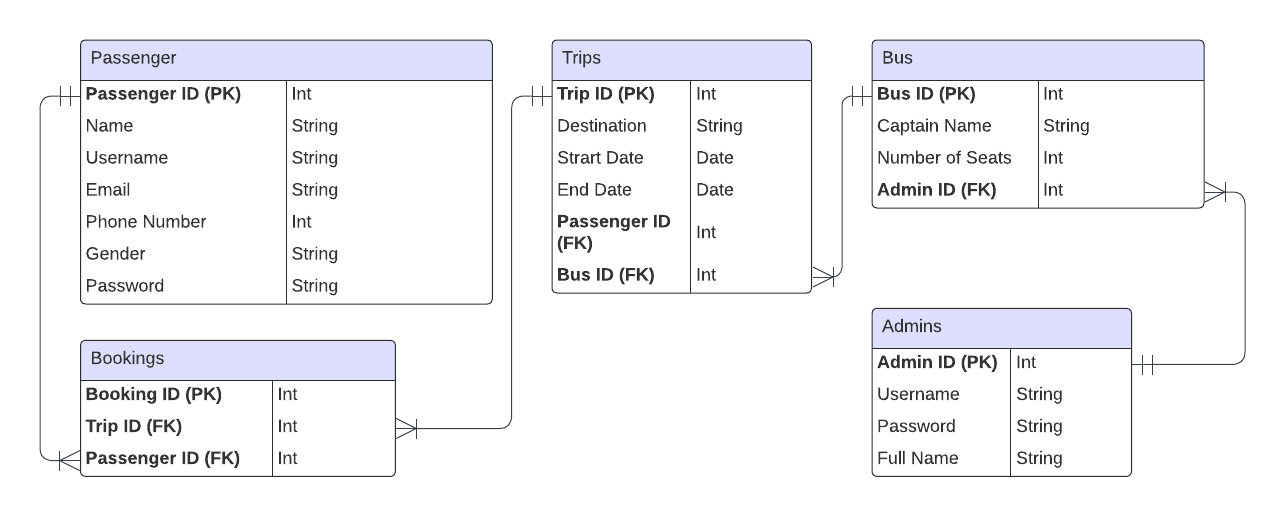 Passenger
Passenger ID (PK) Int
Name String
Username String
Email String
Phone Number Int
Gender String
Password String
Bookings
Booking ID (PK) Int
Trip ID (FK) Int
Passenger ID (FK) Int
Trips
Trip ID (PK) Int
Destination String
Strart Date Date
End Date Date
Passenger ID
(FK) Int
Bus ID (FK) Int
Bus
Bus ID (PK) Int
Captain Name String
Number of Seats Int
Admin ID (FK) Int
Admins
Admin ID (PK) Int
Username String
Password String
Full Name String